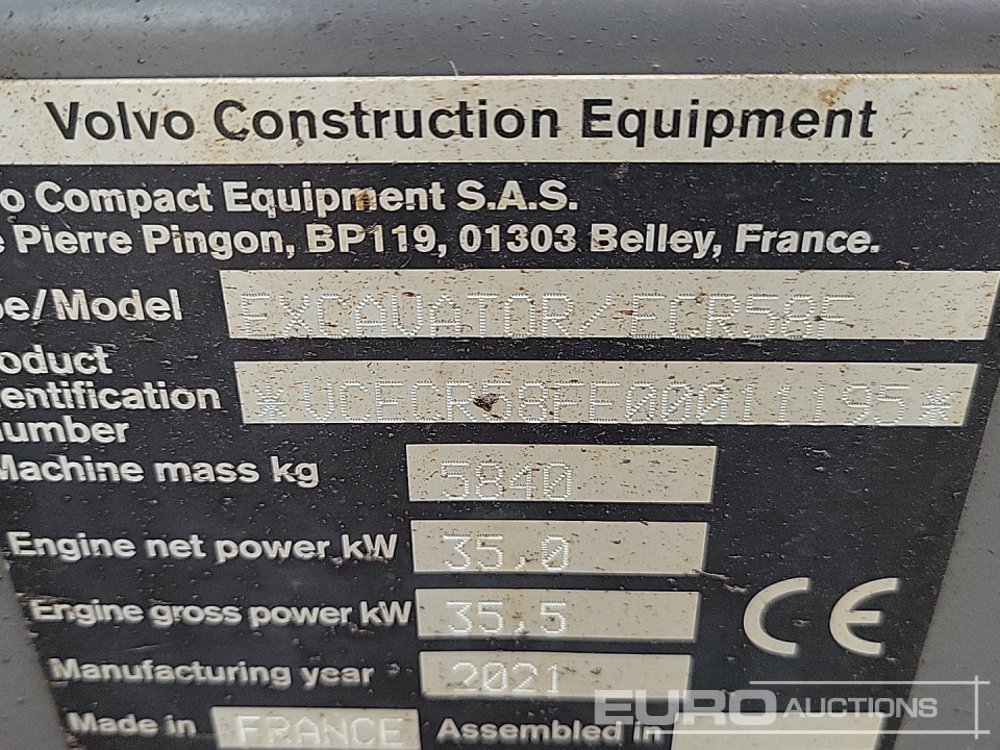 Volvo Construction Equipment
o Compact Equipment S.A.S.
e Pierre Pingon, BP119, 01303 Belley, France.
pe/Model EXCAVATOR/ECR58F
roduct
entification *VCECR58FE00011195*
number
Machine mass kg 5840
Engine net power kW 35,0
Engine gross power kW 35,5
CE
Manufacturing year 2021
Made in FRANCE Assembled in
EURO AUCTIONS